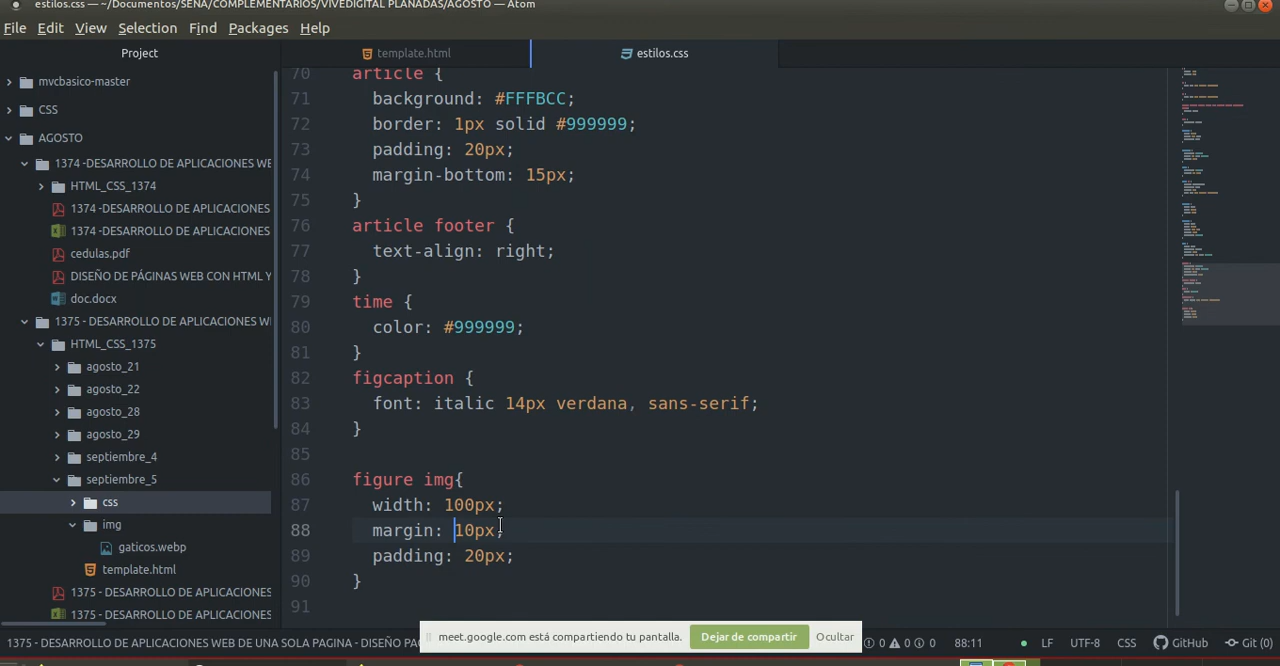 estilos.css — ~/Documentos/SENA/COMPLEMENTARIOS/VIVEDIGITAL PLANADAS/AGOSTO — Atom
File Edit View Selection Find Packages Help
Project
template.html
estilos.css
mvcbasico-master
CSS
AGOSTO
1374 -DESARROLLO DE APLICACIONES WE
HTML_CSS_1374
1374 -DESARROLLO DE APLICACIONES
1374 -DESARROLLO DE APLICACIONES
cedulas.pdf
DISEÑO DE PÁGINAS WEB CON HTML Y
doc.docx
1375 - DESARROLLO DE APLICACIONES WI
HTML_CSS_1375
agosto_21
agosto_22
agosto_28
agosto_29
septiembre_4
septiembre_5
css
img
gaticos.webp
template.html
1375 - DESARROLLO DE APLICACIONES
1375 - DESARROLLO DE APLICACIONES
70 article {
71 background: #FFFBCC;
72 border: 1px solid #999999;
73 padding: 20px;
74 margin-bottom: 15px;
75 }
76 article footer {
77 text-align: right;
78 }
79 time {
80 color: #999999;
81 }
82 figcaption {
83 font: italic 14px verdana, sans-serif;
84 }
85
86 figure img{
87 width: 100px;
88 margin: 10px;
89 padding: 20px;
90 }
91
meet.google.com está compartiendo tu pantalla. Dejar de compartir Ocultar
1375 - DESARROLLO DE APLICACIONES WEB DE UNA SOLA PAGINA - DISEÑO PA 0 0 0 88:11 LF UTF-8 CSS GitHub Git (0)